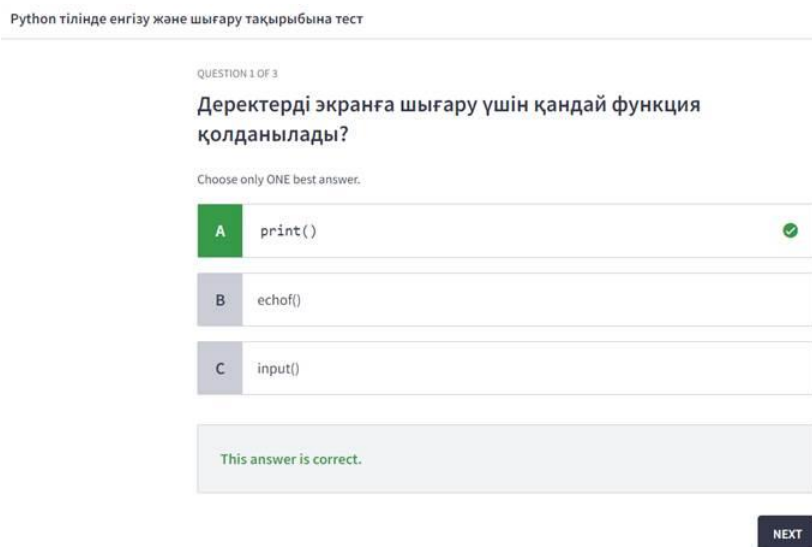 Python тілінде енгізу және шығару тақырыбына тест
QUESTION 1 OF 3
Деректерді экранға шығару үшін қандай функция
қолданылады?
Choose only ONE best answer.
A print()
B echof()
C input()
This answer is correct.
NEXT